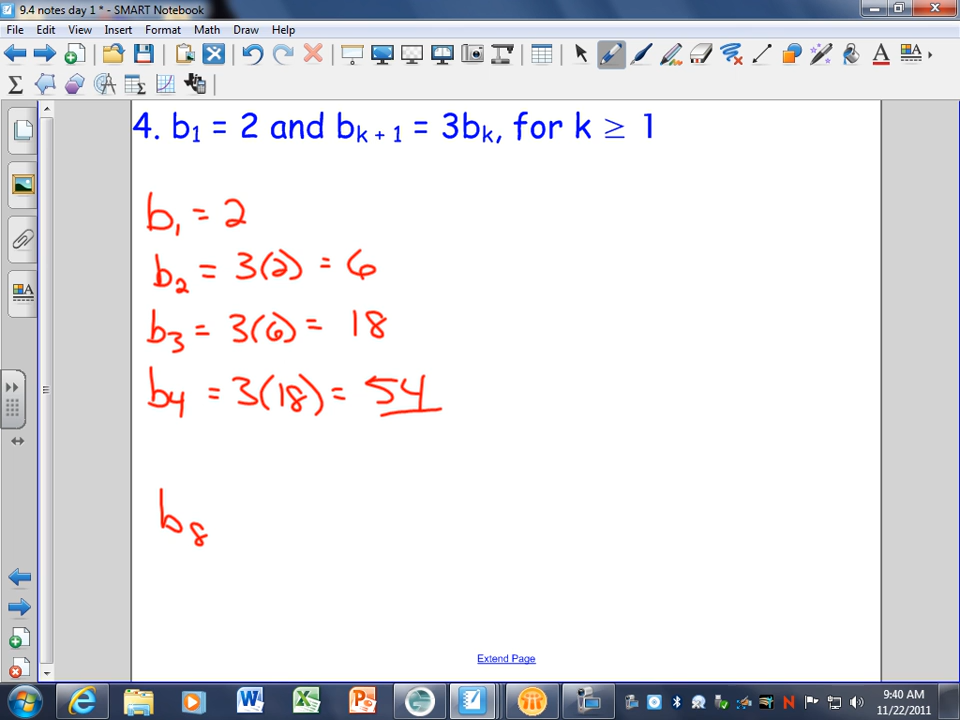 9.4 notes day 1 * - SMART Notebook
File Edit View Insert Format Math Draw Help
4. b₁ = 2 and bₖ ₊ ₁ = 3bₖ, for k ≥ 1
b₁ = 2
b₂ = 3(2) = 6
b₃ = 3(6) = 18
b₄ = 3(18) = 54
b₈
Extend Page
9:40 AM
11/22/2011